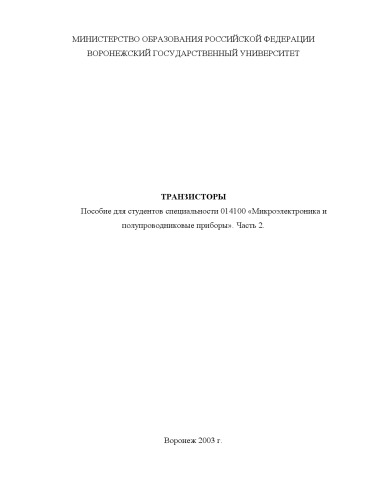 МИНИСТЕРСТВО ОБРАЗОВАНИЯ РОССИЙСКОЙ ФЕДЕРАЦИИ
ВОРОНЕЖСКИЙ ГОСУДАРСТВЕННЫЙ УНИВЕРСИТЕТ
ТРАНЗИСТОРЫ
Пособие для студентов специальности 014100 «Микроэлектроника и
полупроводниковые приборы». Часть 2.
Воронеж 2003 г.